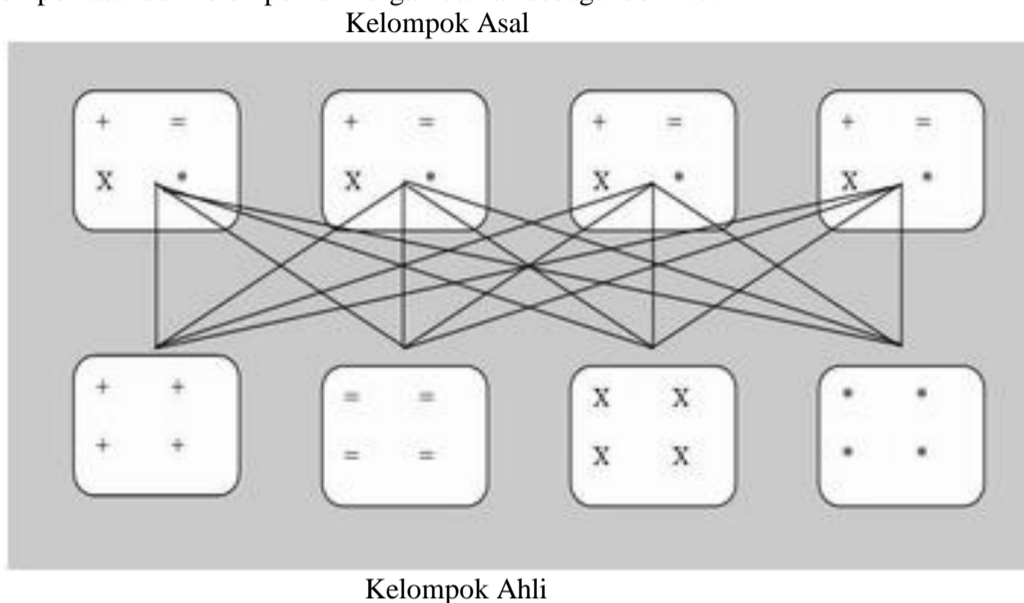 Kelompok Asal
+ = + = + = + =
X • X • X • X •
+ + = = X X • •
+ + = = X X • •
Kelompok Ahli